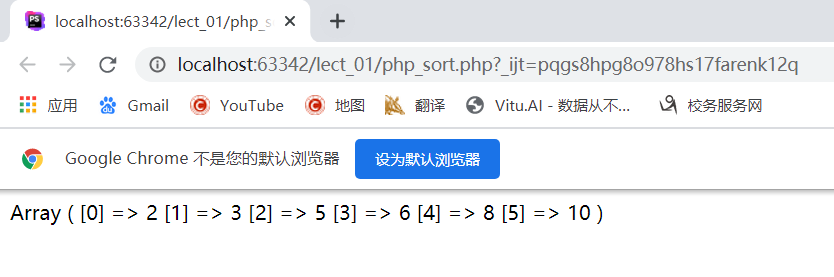 PS localhost:63342/lect_01/php_s
localhost:63342/lect_01/php_sort.php?_ijt=pqgs8hpg8o978hs17farenk12q
应用 Gmail YouTube 地图 翻译 Vitu.AI - 数据从不... 校务服务网
Google Chrome 不是您的默认浏览器 设为默认浏览器
Array ( [0] => 2 [1] => 3 [2] => 5 [3] => 6 [4] => 8 [5] => 10 )